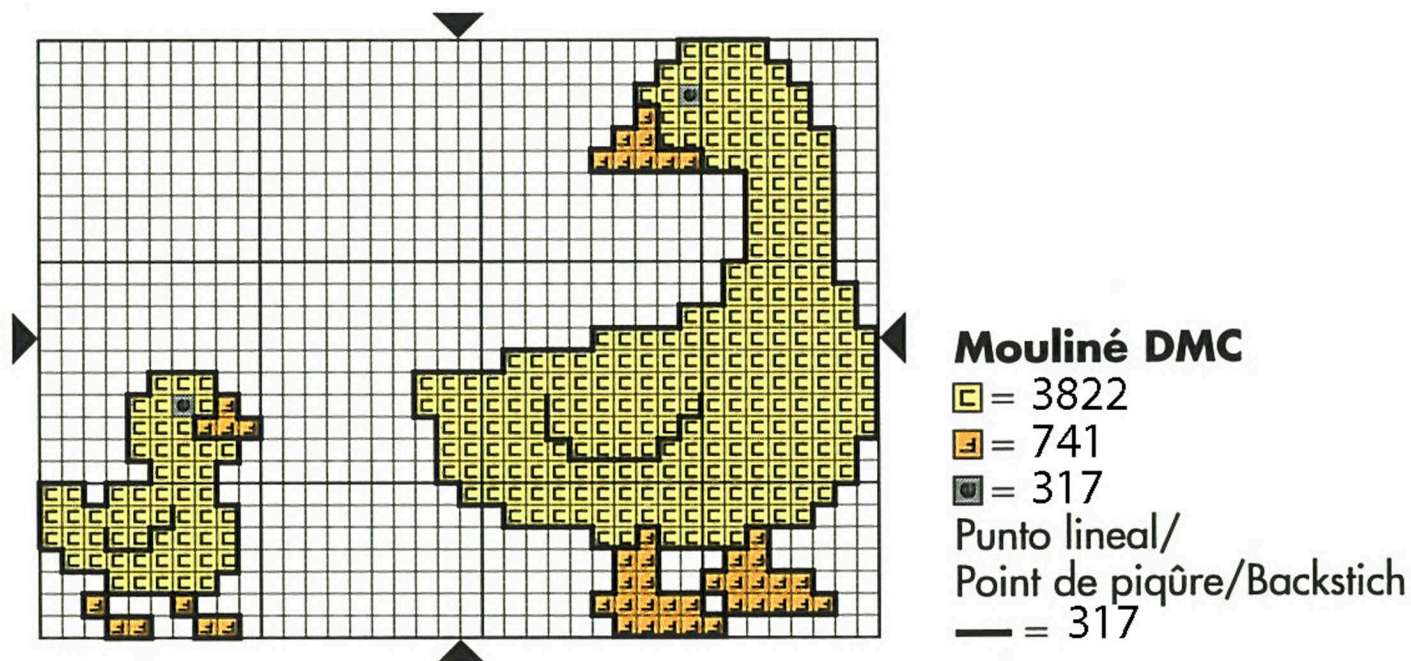 Mouliné DMC
= 3822
= 741
= 317
Punto lineal/
Point de piqûre/Backstich
= 317